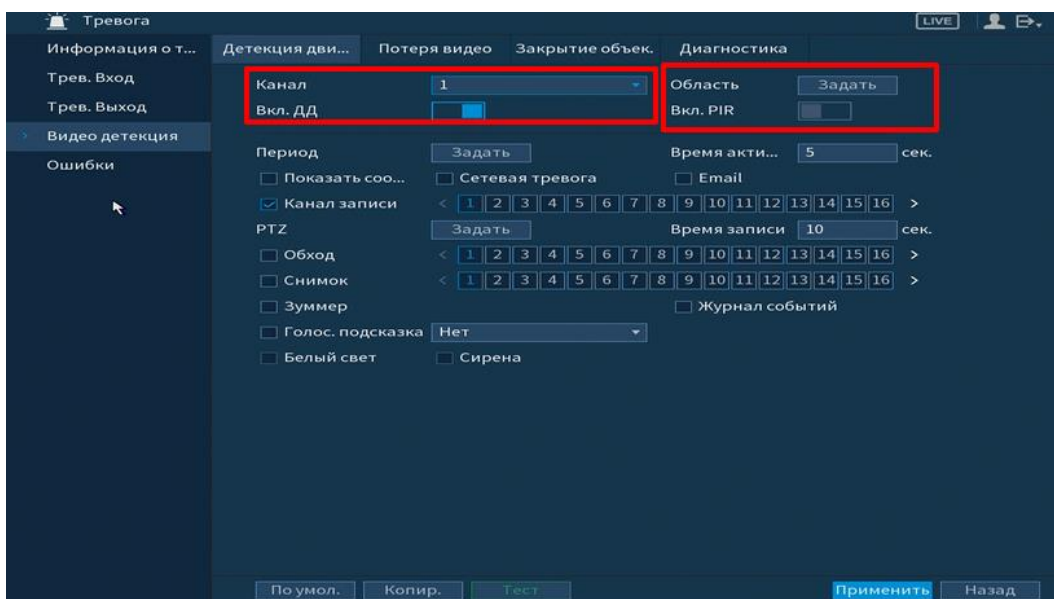 Тревога LIVE
Информация о т...
Трев. Вход
Трев. Выход
Видео детекция
Ошибки
Детекция дви... Потеря видео Закрытие объек. Диагностика
Канал 1 Область Задать
Вкл. ДД Вкл. PIR
Период Задать Время акти... 5 сек.
Показать соо... Сетевая тревога Email
Канал записи < 1 2 3 4 5 6 7 8 9 10 11 12 13 14 15 16 >
PTZ Задать Время записи 10 сек.
Обход < 1 2 3 4 5 6 7 8 9 10 11 12 13 14 15 16 >
Снимок < 1 2 3 4 5 6 7 8 9 10 11 12 13 14 15 16 >
Зуммер Журнал событий
Голос. подсказка Нет
Белый свет Сирена
По умол. Копир. Тест Применить Назад